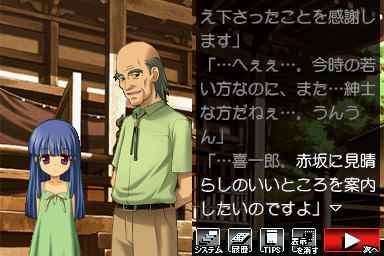 え下さったことを感謝し
ます」
「…へぇぇ…．今時の若
い方なのに、また…紳士
な方だねぇ…．うんう
ん」
「…喜一郎．赤坂に見晴
らしのいいところを案内
したいのですよ」
システム 履歴 TIPS 表示を消す 次へ